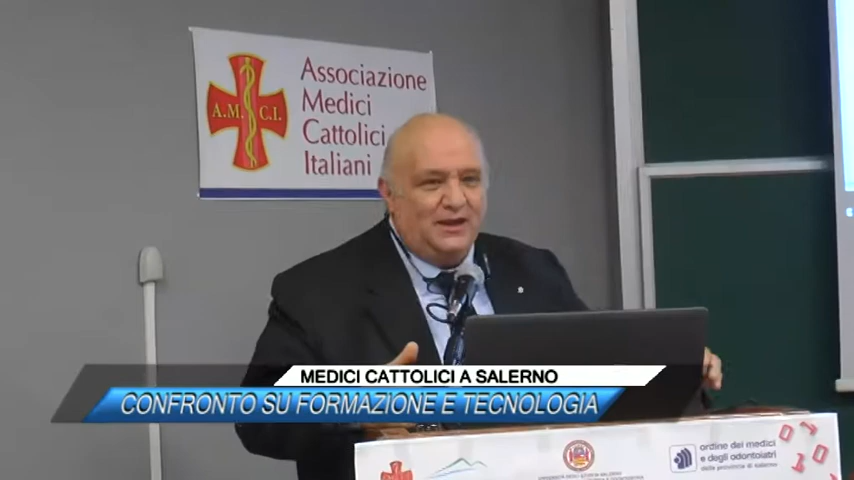 A.M.C.I.
Associazione
Medici
Cattolici
Italiani
MEDICI CATTOLICI A SALERNO
CONFRONTO SU FORMAZIONE E TECNOLOGIA
ordine dei medici
e degli odontoiatri
della provincia di salerno